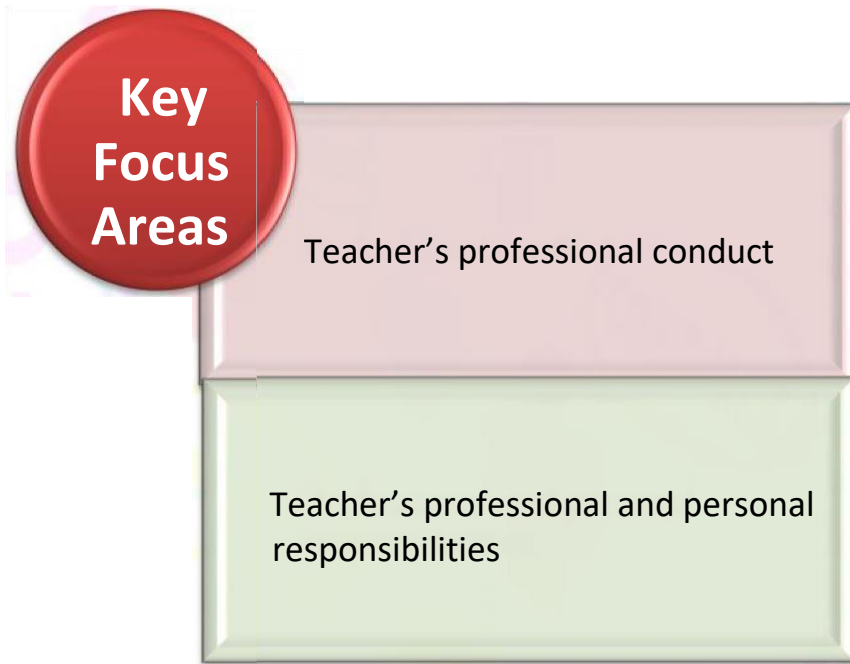 Key
Focus
Areas
Teacher’s professional conduct
Teacher’s professional and personal
responsibilities